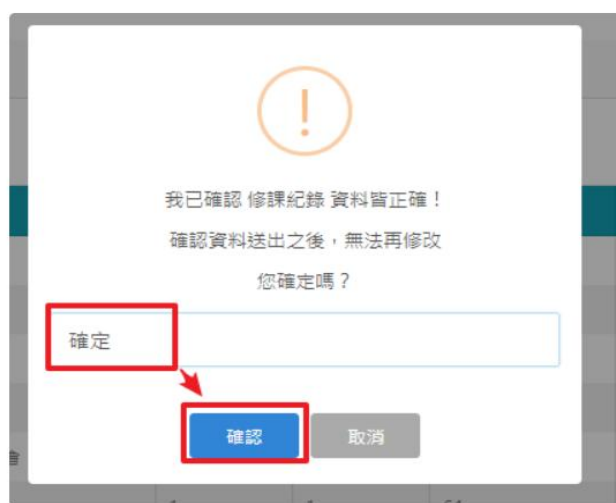 我已確認 修課紀錄 資料皆正確！
確認資料送出之後，無法再修改
您確定嗎？
確定
確認 取消